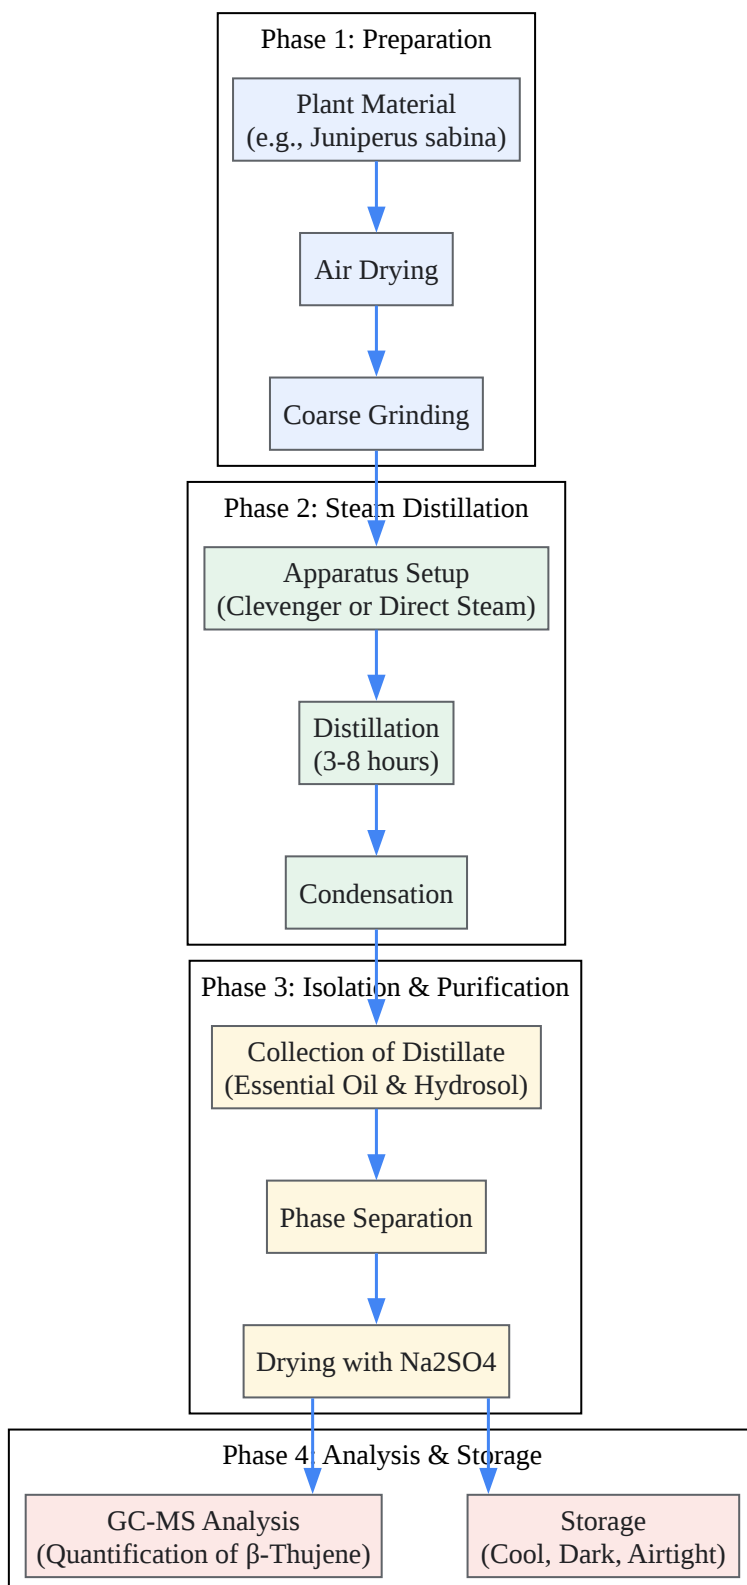 Phase 1: Preparation
Plant Material
(e.g., Juniperus sabina)
Air Drying
Coarse Grinding
Phase 2: Steam Distillation
Apparatus Setup
(Clevenger or Direct Steam)
Distillation
(3-8 hours)
Condensation
Phase 3: Isolation & Purification
Collection of Distillate
(Essential Oil & Hydrosol)
Phase Separation
Drying with Na2SO4
Phase 4: Analysis & Storage
GC-MS Analysis
(Quantification of β-Thujene)
Storage
(Cool, Dark, Airtight)